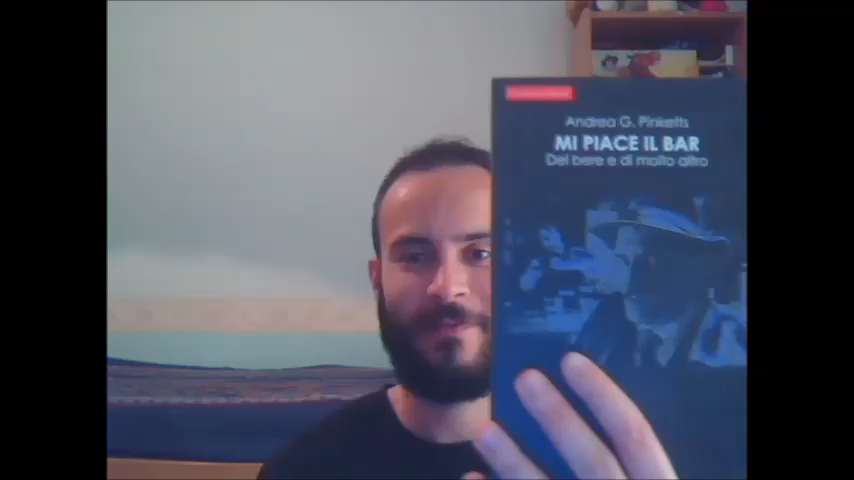 Andrea G. Pinketts
MI PIACE IL BAR
Del bere e di molto altro